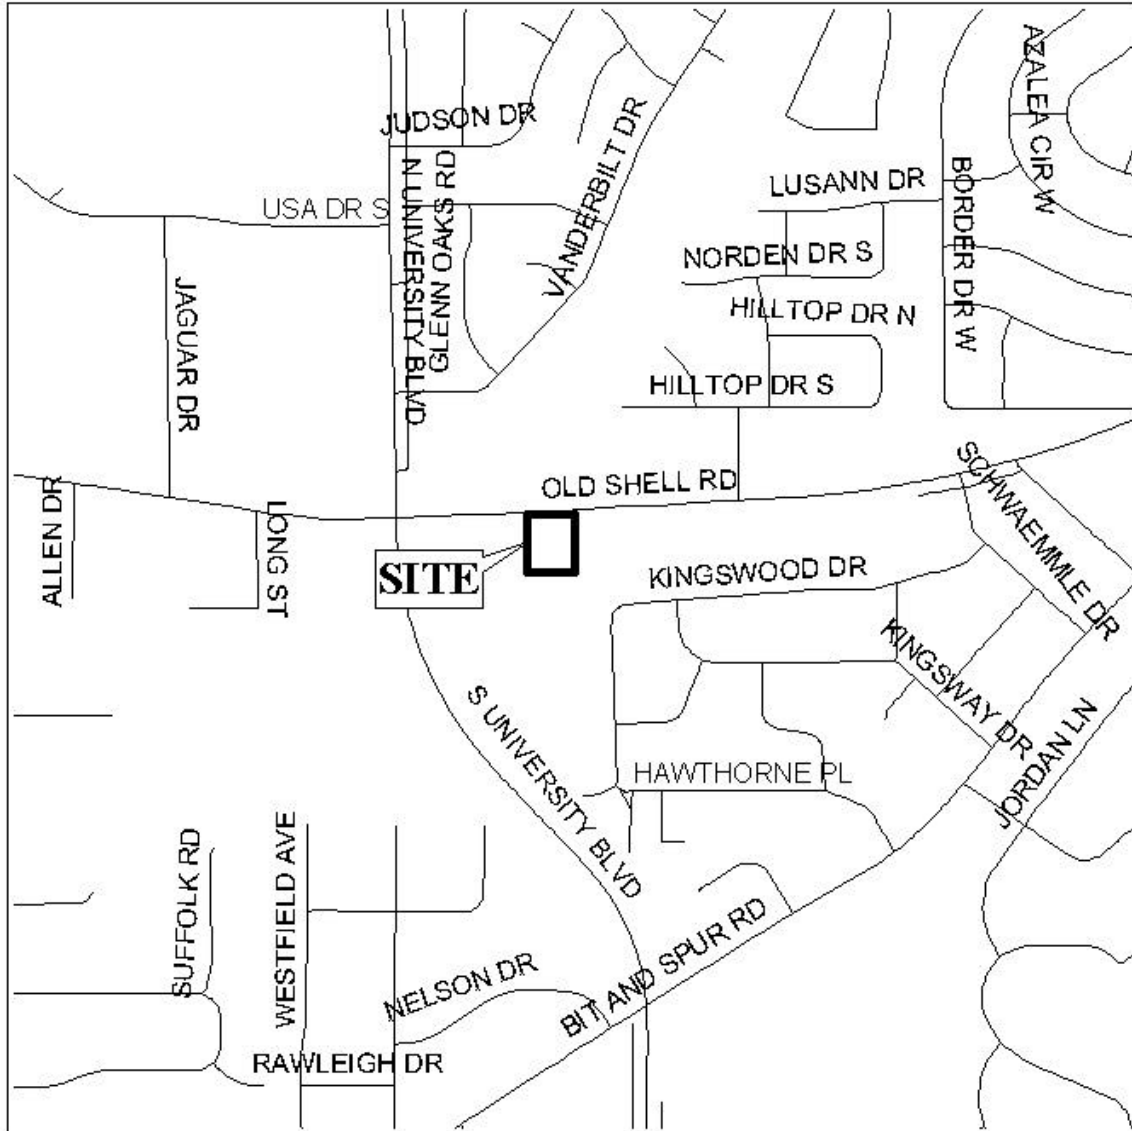 AZALEA CIR W
JUDSON DR
VANDERBILT DR
N UNIVERSITY BLVD
GLENN OAKS RD
LUSANN DR
BORDER DR W
USA DR S
NORDEN DR S
JAGUAR DR
HILLTOP DR N
HILLTOP DR S
OLD SHELL RD
SCHWAEMMLE DR
ALLEN DR
LONG ST
SITE
KINGSWOOD DR
KINGSWAY DR
S UNIVERSITY BLVD
JORDAN LN
HAWTHORNE PL
SUFFOLK RD
WESTFIELD AVE
BIT AND SPUR RD
NELSON DR
RAWLEIGH DR